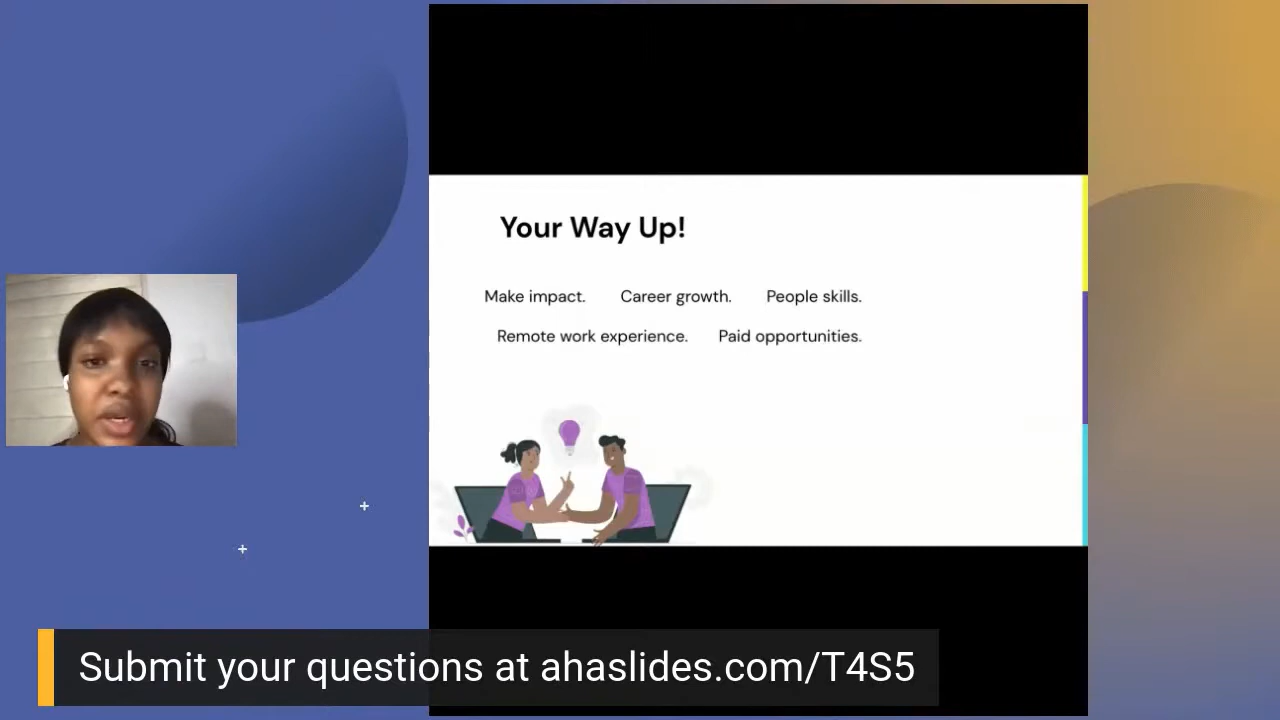 Your Way Up!
Make impact. Career growth. People skills.
Remote work experience. Paid opportunities.
Submit your questions at ahaslides.com/T4S5